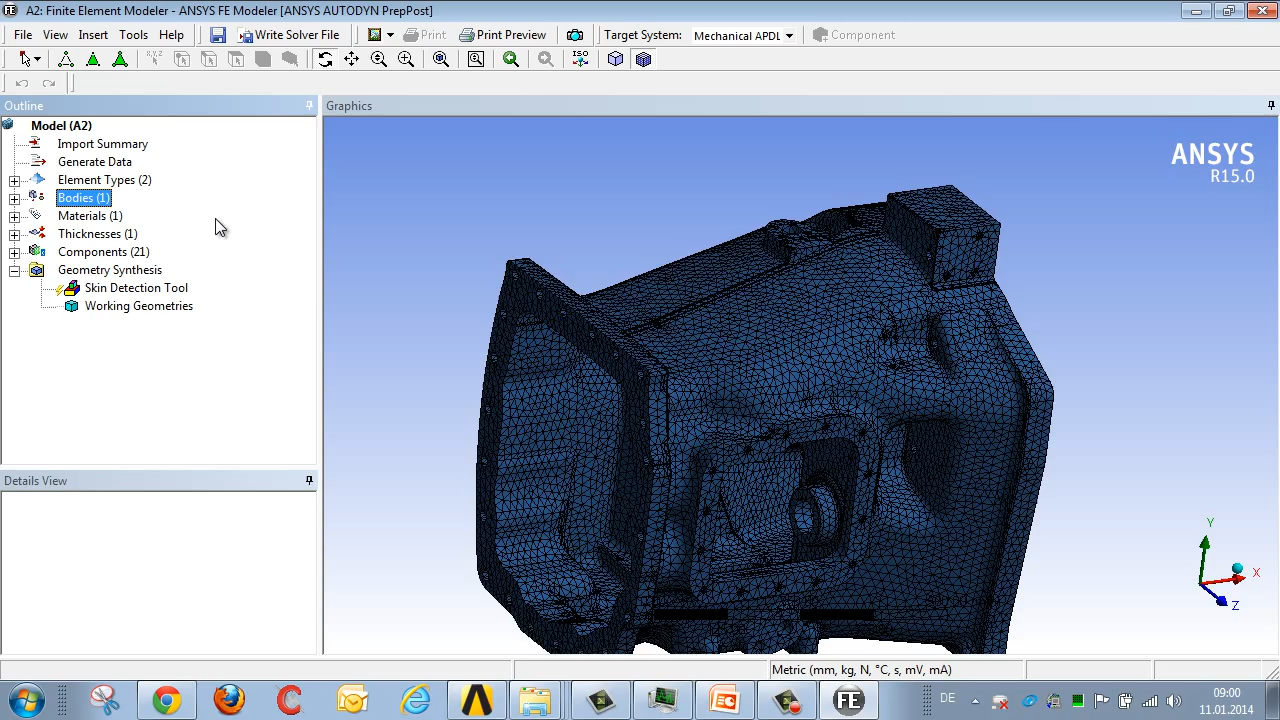 A2: Finite Element Modeler - ANSYS FE Modeler [ANSYS AUTODYN PrepPost]
File View Insert Tools Help Write Solver File Print Print Preview Target System: Mechanical APDL Component
Outline
Graphics
Model (A2)
Import Summary
Generate Data
Element Types (2)
Bodies (1)
Materials (1)
Thicknesses (1)
Components (21)
Geometry Synthesis
Skin Detection Tool
Working Geometries
ANSYS
R15.0
Details View
Y
X
Z
Metric (mm, kg, N, °C, s, mV, mA)
FE
DE
09:00
11.01.2014